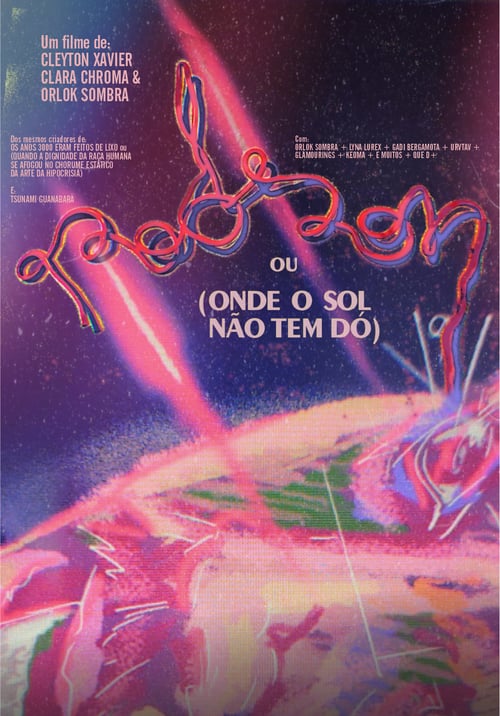 Um filme de:
CLEYTON XAVIER
CLARA CHROMA &
ORLOK SOMBRA
Dos mesmos criadores de:
OS ANOS 3000 ERAM FEITOS DE LIXO ou
(QUANDO A DIGNIDADE DA RAÇA HUMANA
SE AFOGOU NO CHORUME ESTÁTICO
DA ARTE DA HIPOCRISIA)
E:
TSUNAMI GUANABARA
Com:
ORLOK SOMBRA + LYNA LUREX + GADI BERGAMOTA + URVTAV +
GLAMOURINGS + KEOMA + E MUITOS + QUE D+
OU
(ONDE O SOL
NÃO TEM DÓ)